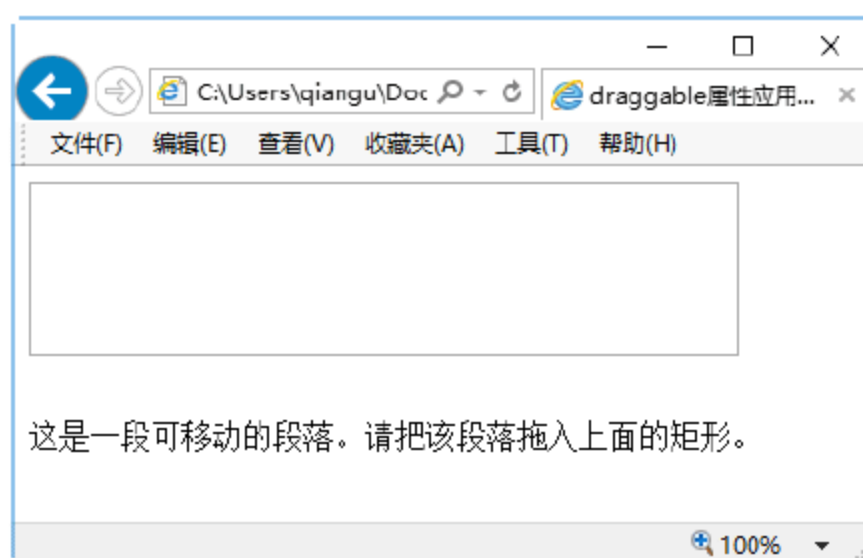 C:\Users\qiangu\Doc
draggable属性应用...
文件(F) 编辑(E) 查看(V) 收藏夹(A) 工具(T) 帮助(H)
这是一段可移动的段落。请把该段落拖入上面的矩形。
100%